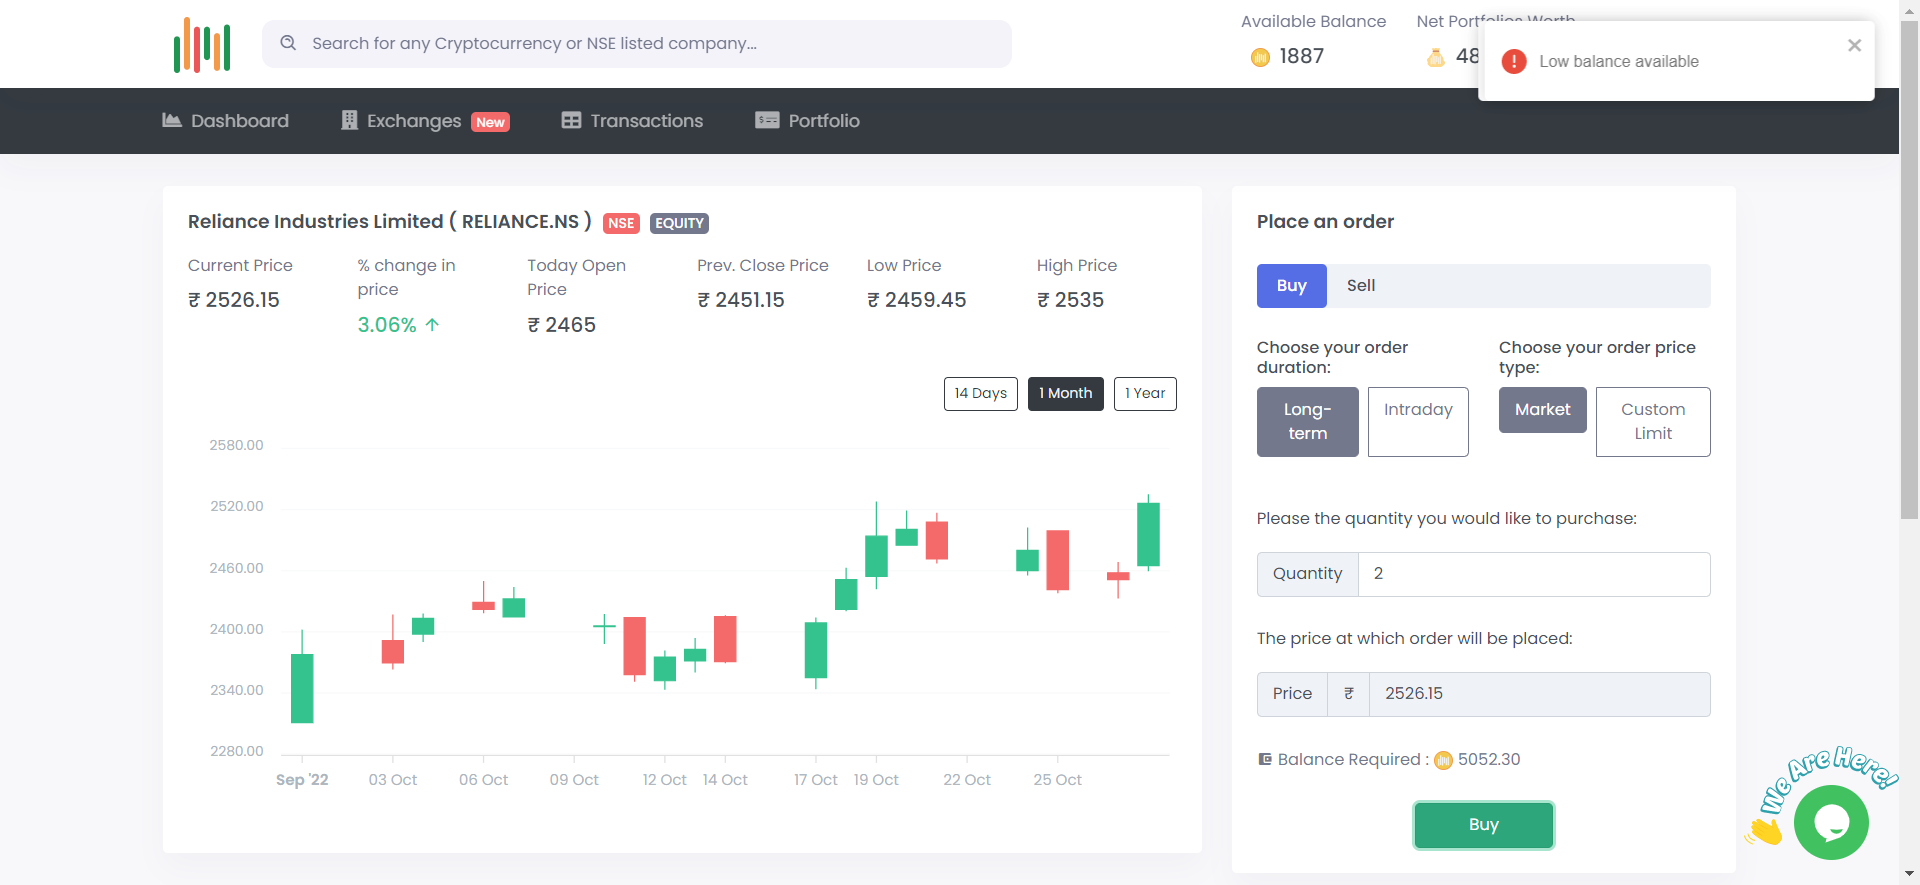 Search for any Cryptocurrency or NSE listed company...
Available Balance
1887
Net Portfolios Worth
48
Low balance available
Dashboard
Exchanges New
Transactions
Portfolio
Reliance Industries Limited ( RELIANCE.NS ) NSE EQUITY
Current Price
₹ 2526.15
% change in
price
3.06%
Today Open
Price
₹ 2465
Prev. Close Price
₹ 2451.15
Low Price
₹ 2459.45
High Price
₹ 2535
14 Days
1 Month
1 Year
2580.00
2520.00
2460.00
2400.00
2340.00
2280.00
Sep '22
03 Oct
06 Oct
09 Oct
12 Oct
14 Oct
17 Oct
19 Oct
22 Oct
25 Oct
Place an order
Buy
Sell
Choose your order
duration:
Long-
term
Intraday
Choose your order price
type:
Market
Custom
Limit
Please the quantity you would like to purchase:
Quantity
2
The price at which order will be placed:
Price ₹ 2526.15
Balance Required : 5052.30
Buy
We Are Here!